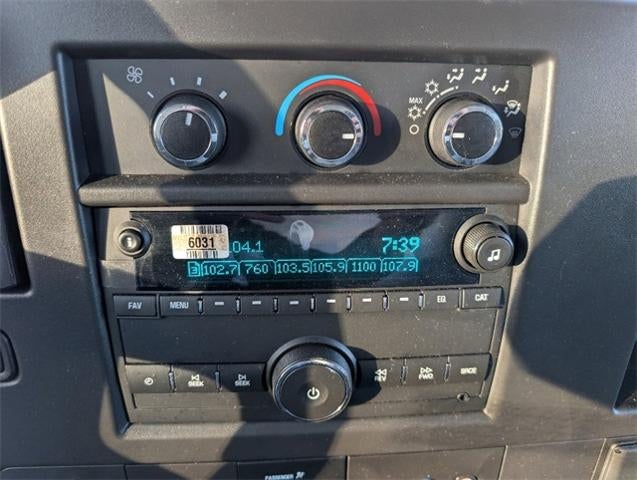 MAX
6031
04.1
7:39
3 102.7 760 103.5 105.9 1100 107.9
FAV MENU EQ CAT
SEEK SEEK REV FWD SRCE
PASSENGER